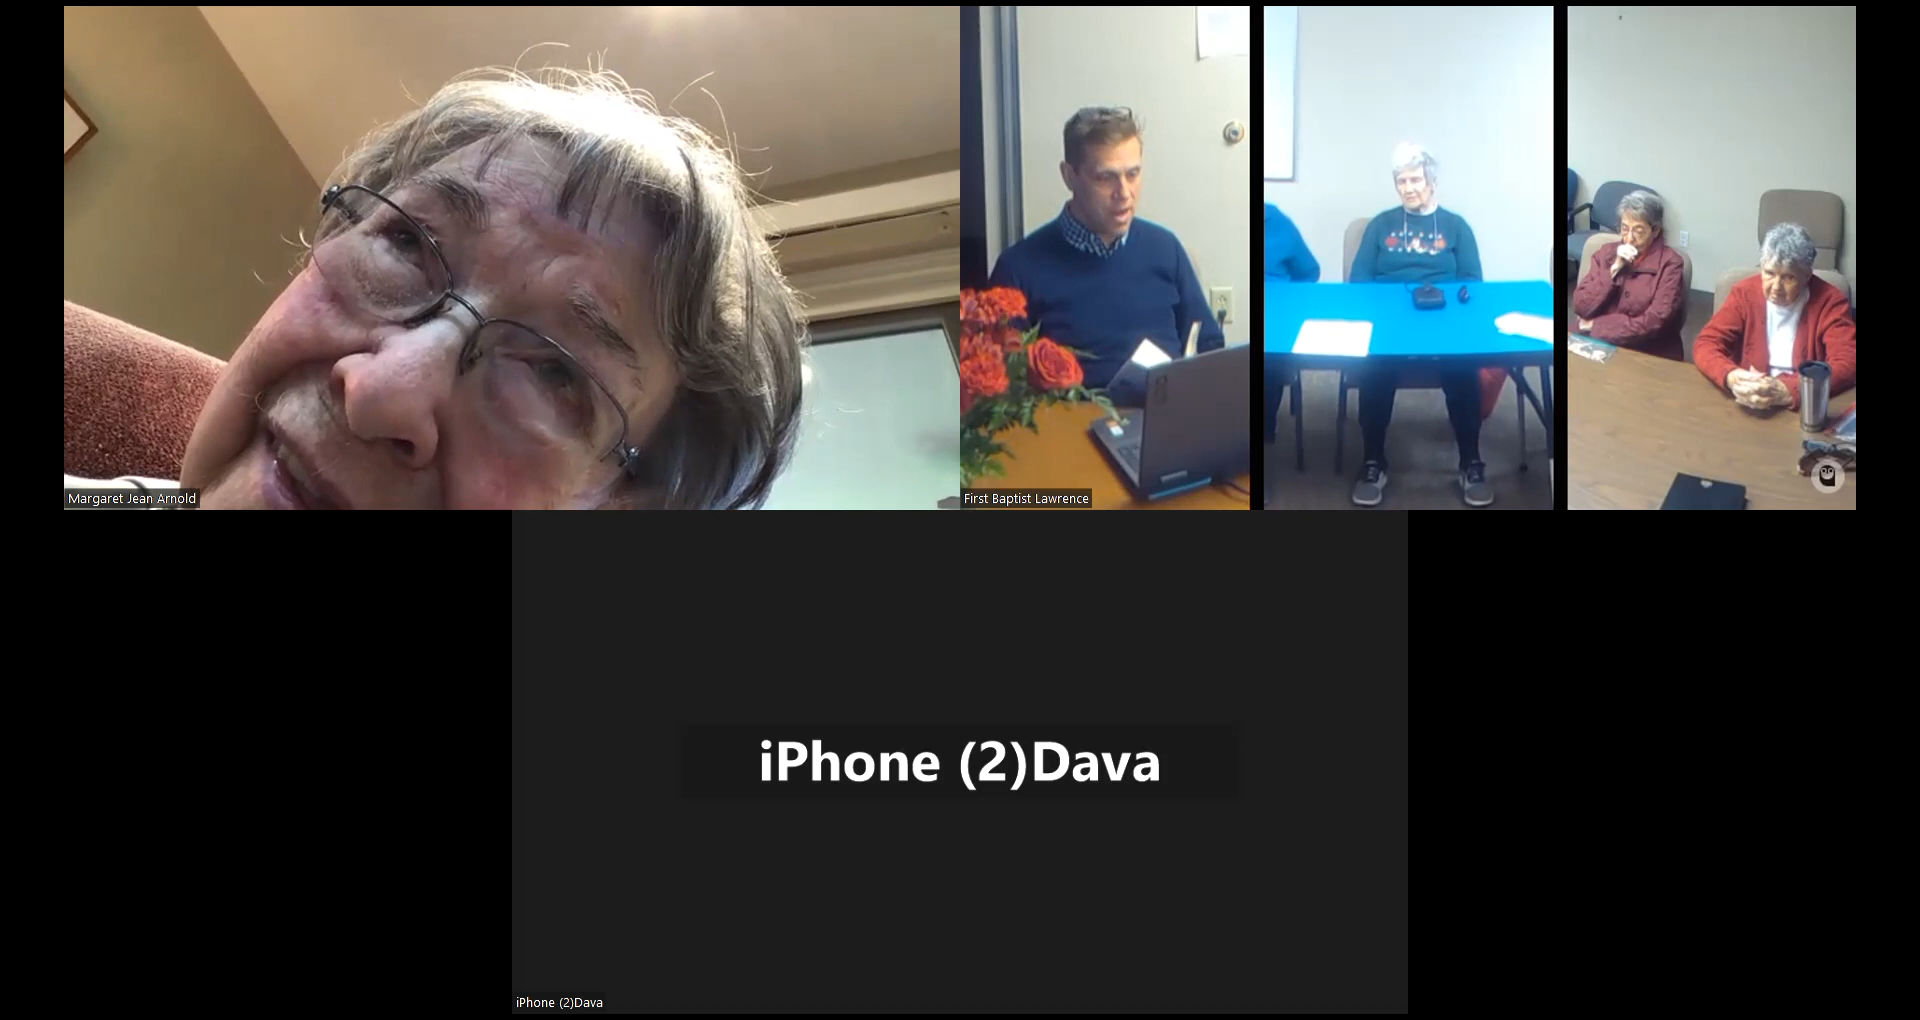 Margaret Jean Arnold
First Baptist Lawrence
iPhone (2)Dava
iPhone (2)Dava